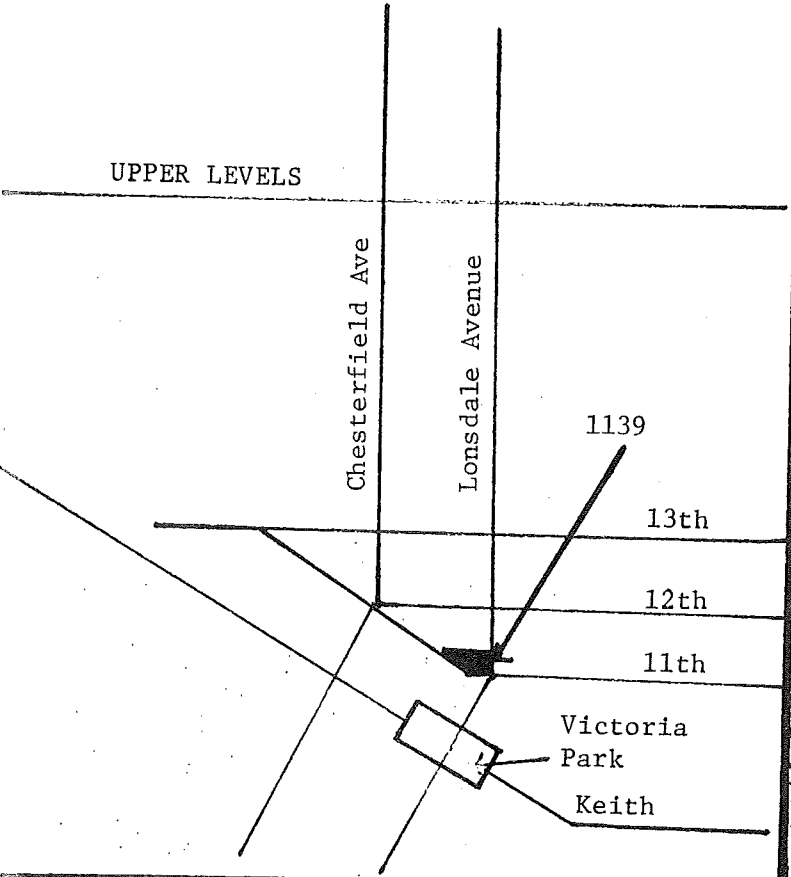 UPPER LEVELS
Chesterfield Ave
Lonsdale Avenue
1139
13th
12th
11th
Victoria
Park
Keith